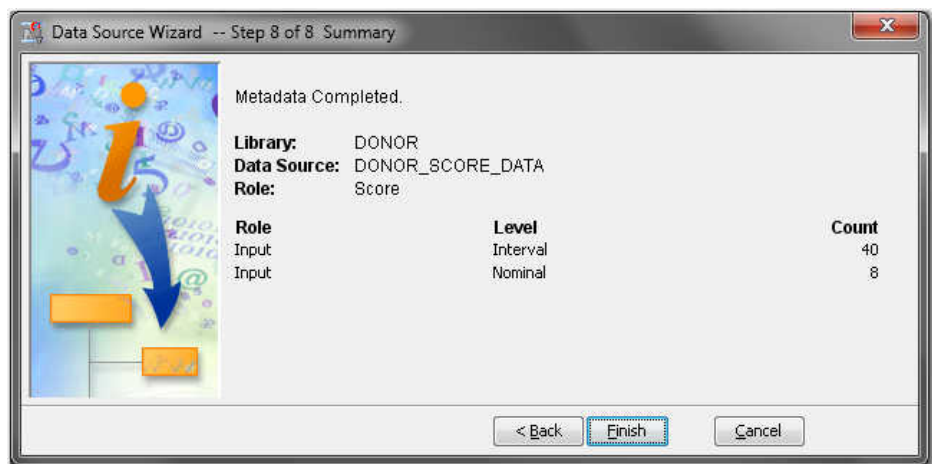 Data Source Wizard -- Step 8 of 8 Summary
Metadata Completed.
Library: DONOR
Data Source: DONOR_SCORE_DATA
Role: Score
Role Level Count
Input Interval 40
Input Nominal 8
< Back Finish Cancel